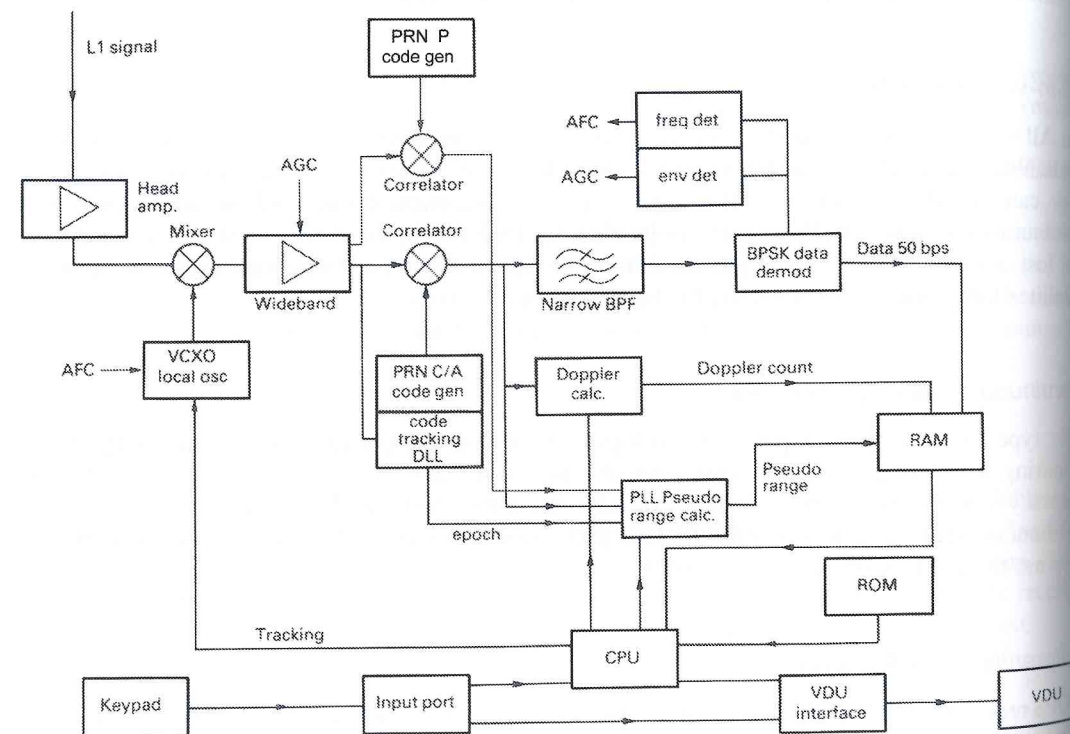 L1 signal
PRN P
code gen
AFC
freq det
AGC
env det
Correlator
AGC
Head
amp.
Mixer
Correlator
Wideband
Narrow BPF
BPSK data
demod
Data 50 bps
AFC
VCXO
local osc
PRN C/A
code gen
code
tracking
DLL
Doppler
calc.
Doppler count
RAM
Pseudo
range
PLL Pseudo
range calc.
epoch
ROM
Tracking
CPU
Keypad
Input port
VDU
interface
VDU